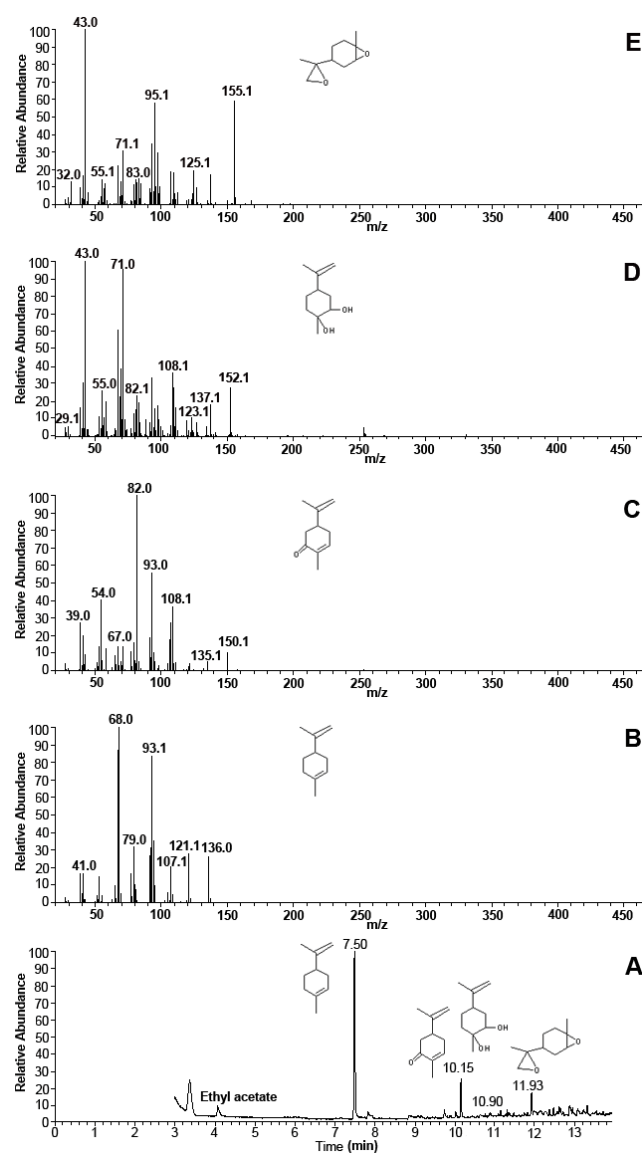 E
Relative Abundance
100
90
80
70
60
50
40
30
20
10
0
43.0
32.0
55.1
71.1
83.0
95.1
125.1
155.1
O
O
50 100 150 200 250 300 350 400 450
m/z
D
Relative Abundance
100
90
80
70
60
50
40
30
20
10
0
43.0
71.0
29.1
55.0
82.1
108.1
123.1
137.1
152.1
OH
OH
50 100 150 200 250 300 350 400 450
m/z
C
Relative Abundance
100
90
80
70
60
50
40
30
20
10
0
82.0
39.0
54.0
67.0
93.0
108.1
135.1
150.1
O
50 100 150 200 250 300 350 400 450
m/z
B
Relative Abundance
100
90
80
70
60
50
40
30
20
10
0
68.0
93.1
41.0
79.0
107.1
121.1
136.0
50 100 150 200 250 300 350 400 450
m/z
A
Relative Abundance
100
90
80
70
60
50
40
30
20
10
0
7.50
Ethyl acetate
O
OH
OH
O
O
10.15
10.90
11.93
0 1 2 3 4 5 6 7 8 9 10 11 12 13
Time (min)